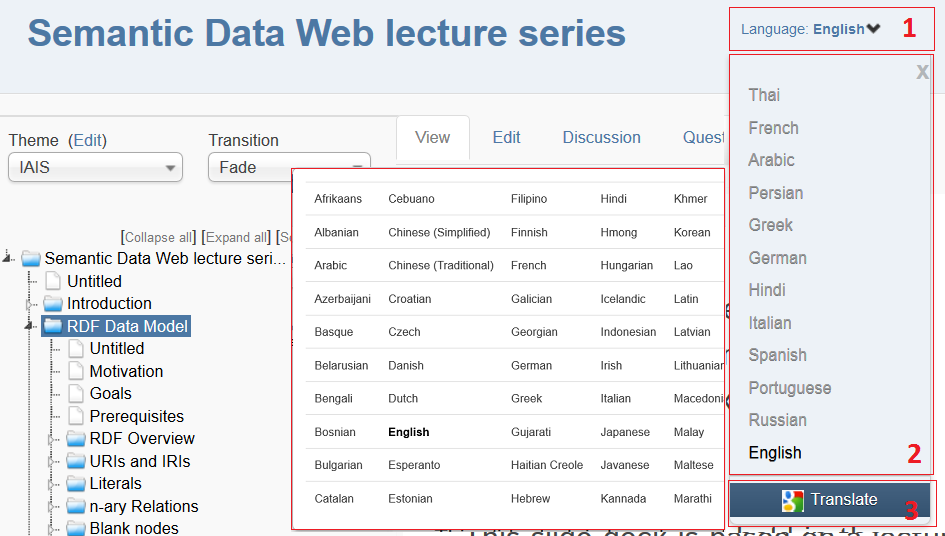 Semantic Data Web lecture series
Language: English 1
X
Thai
French
Arabic
Persian
Greek
German
Hindi
Italian
Spanish
Portuguese
Russian
English 2
Translate 3
Theme (Edit) Transition
IAIS Fade
View Edit Discussion Quest
Afrikaans Cebuano Filipino Hindi Khmer
Albanian Chinese (Simplified) Finnish Hmong Korean
Arabic Chinese (Traditional) French Hungarian Lao
Azerbaijani Croatian Galician Icelandic Latin
Basque Czech Georgian Indonesian Latvian
Belarusian Danish German Irish Lithuanian
Bengali Dutch Greek Italian Macedoni
Bosnian English Gujarati Japanese Malay
Bulgarian Esperanto Haitian Creole Javanese Maltese
Catalan Estonian Hebrew Kannada Marathi
[Collapse all] [Expand all] [S
Semantic Data Web lecture seri...
Untitled
Introduction
RDF Data Model
Untitled
Motivation
Goals
Prerequisites
RDF Overview
URIs and IRIs
Literals
n-ary Relations
Blank nodes